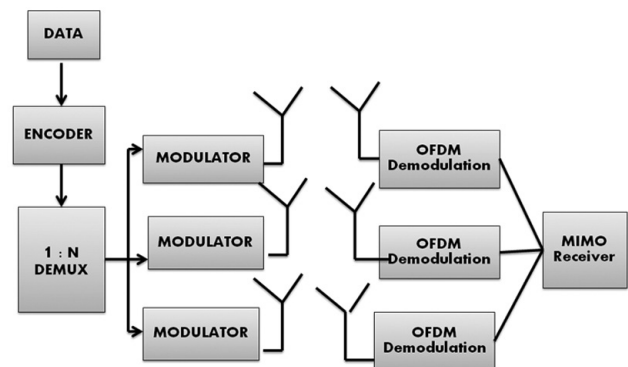 DATA
ENCODER
1 : N
DEMUX
MODULATOR
MODULATOR
MODULATOR
OFDM
Demodulation
OFDM
Demodulation
OFDM
Demodulation
MIMO
Receiver